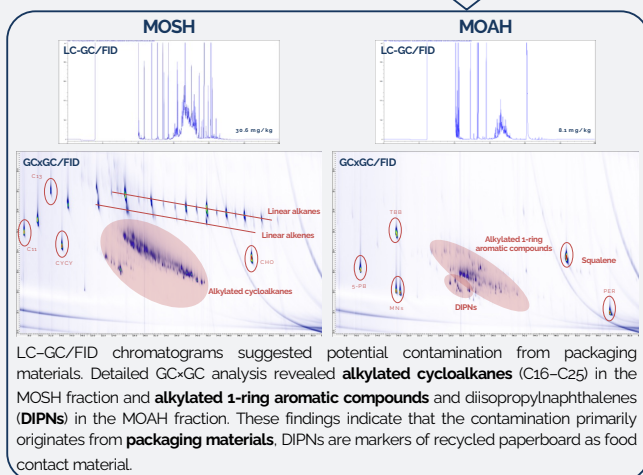 MOSH
MOAH
LC-GC/FID
30.6 mg/kg
LC-GC/FID
8.1 mg/kg
GC×GC/FID
C13
C11
CYCY
Linear alkanes
Linear alkenes
CHO
Alkylated cycloalkanes
GC×GC/FID
TBB
5-PB
MNs
Alkylated 1-ring
aromatic compounds
Squalene
DIPNs
PER
LC–GC/FID chromatograms suggested potential contamination from packaging
materials. Detailed GC×GC analysis revealed alkylated cycloalkanes (C16–C25) in the
MOSH fraction and alkylated 1-ring aromatic compounds and diisopropylnaphthalenes
(DIPNs) in the MOAH fraction. These findings indicate that the contamination primarily
originates from packaging materials, DIPNs are markers of recycled paperboard as food
contact material.